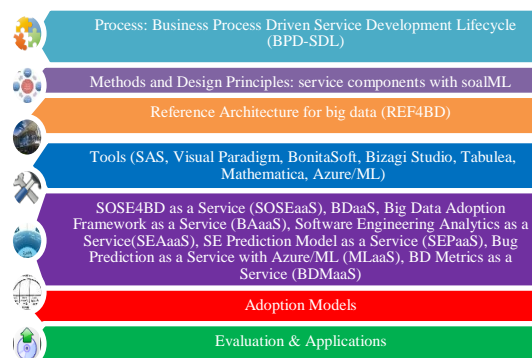 Process: Business Process Driven Service Development Lifecycle
(BPD-SDL)
Methods and Design Principles: service components with soalML
Reference Architecture for big data (REF4BD)
Tools (SAS, Visual Paradigm, BonitaSoft, Bizagi Studio, Tabulea,
Mathematica, Azure/ML)
SOSE4BD as a Service (SOSEaaS), BDaaS, Big Data Adoption
Framework as a Service (BAaaS), Software Engineering Analytics as a
Service(SEAaaS), SE Prediction Model as a Service (SEPaaS), Bug
Prediction as a Service with Azure/ML (MLaaS), BD Metrics as a
Service (BDMaaS)
Adoption Models
Evaluation & Applications